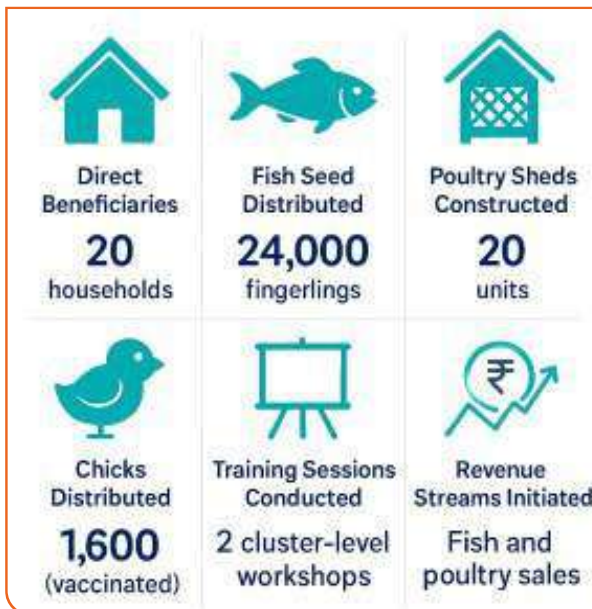 Direct
Beneficiaries
20
households
Fish Seed
Distributed
24,000
fingerlings
Poultry Sheds
Constructed
20
units
Chicks
Distributed
1,600
(vaccinated)
Training Sessions
Conducted
2 cluster-level
workshops
₹
Revenue
Streams Initiated
Fish and
poultry sales